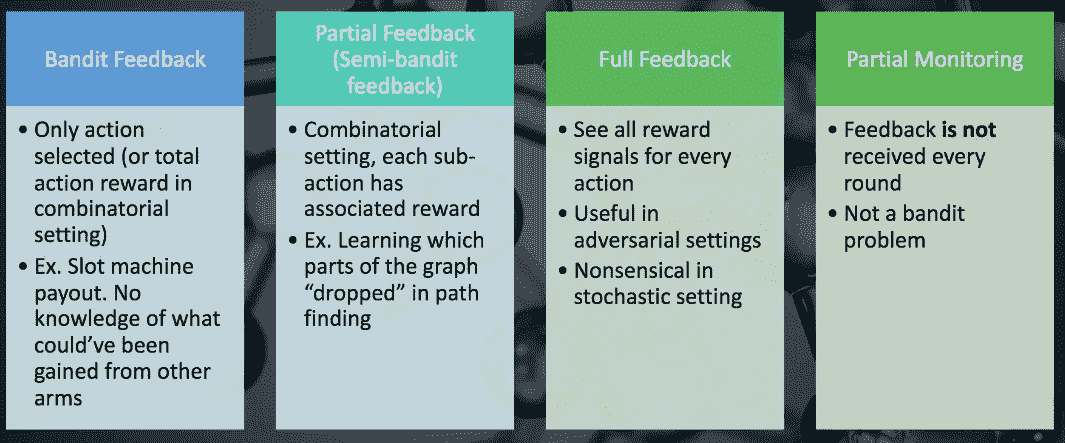 Bandit Feedback
• Only action
selected (or total
action reward in
combinatorial
setting)
• Ex. Slot machine
payout. No
knowledge of what
could’ve been
gained from other
arms
Partial Feedback
(Semi-bandit
feedback)
• Combinatorial
setting, each sub-
action has
associated reward
• Ex. Learning which
parts of the graph
“dropped” in path
finding
Full Feedback
• See all reward
signals for every
action
• Useful in
adversarial settings
• Nonsensical in
stochastic setting
Partial Monitoring
• Feedback is not
received every
round
• Not a bandit
problem